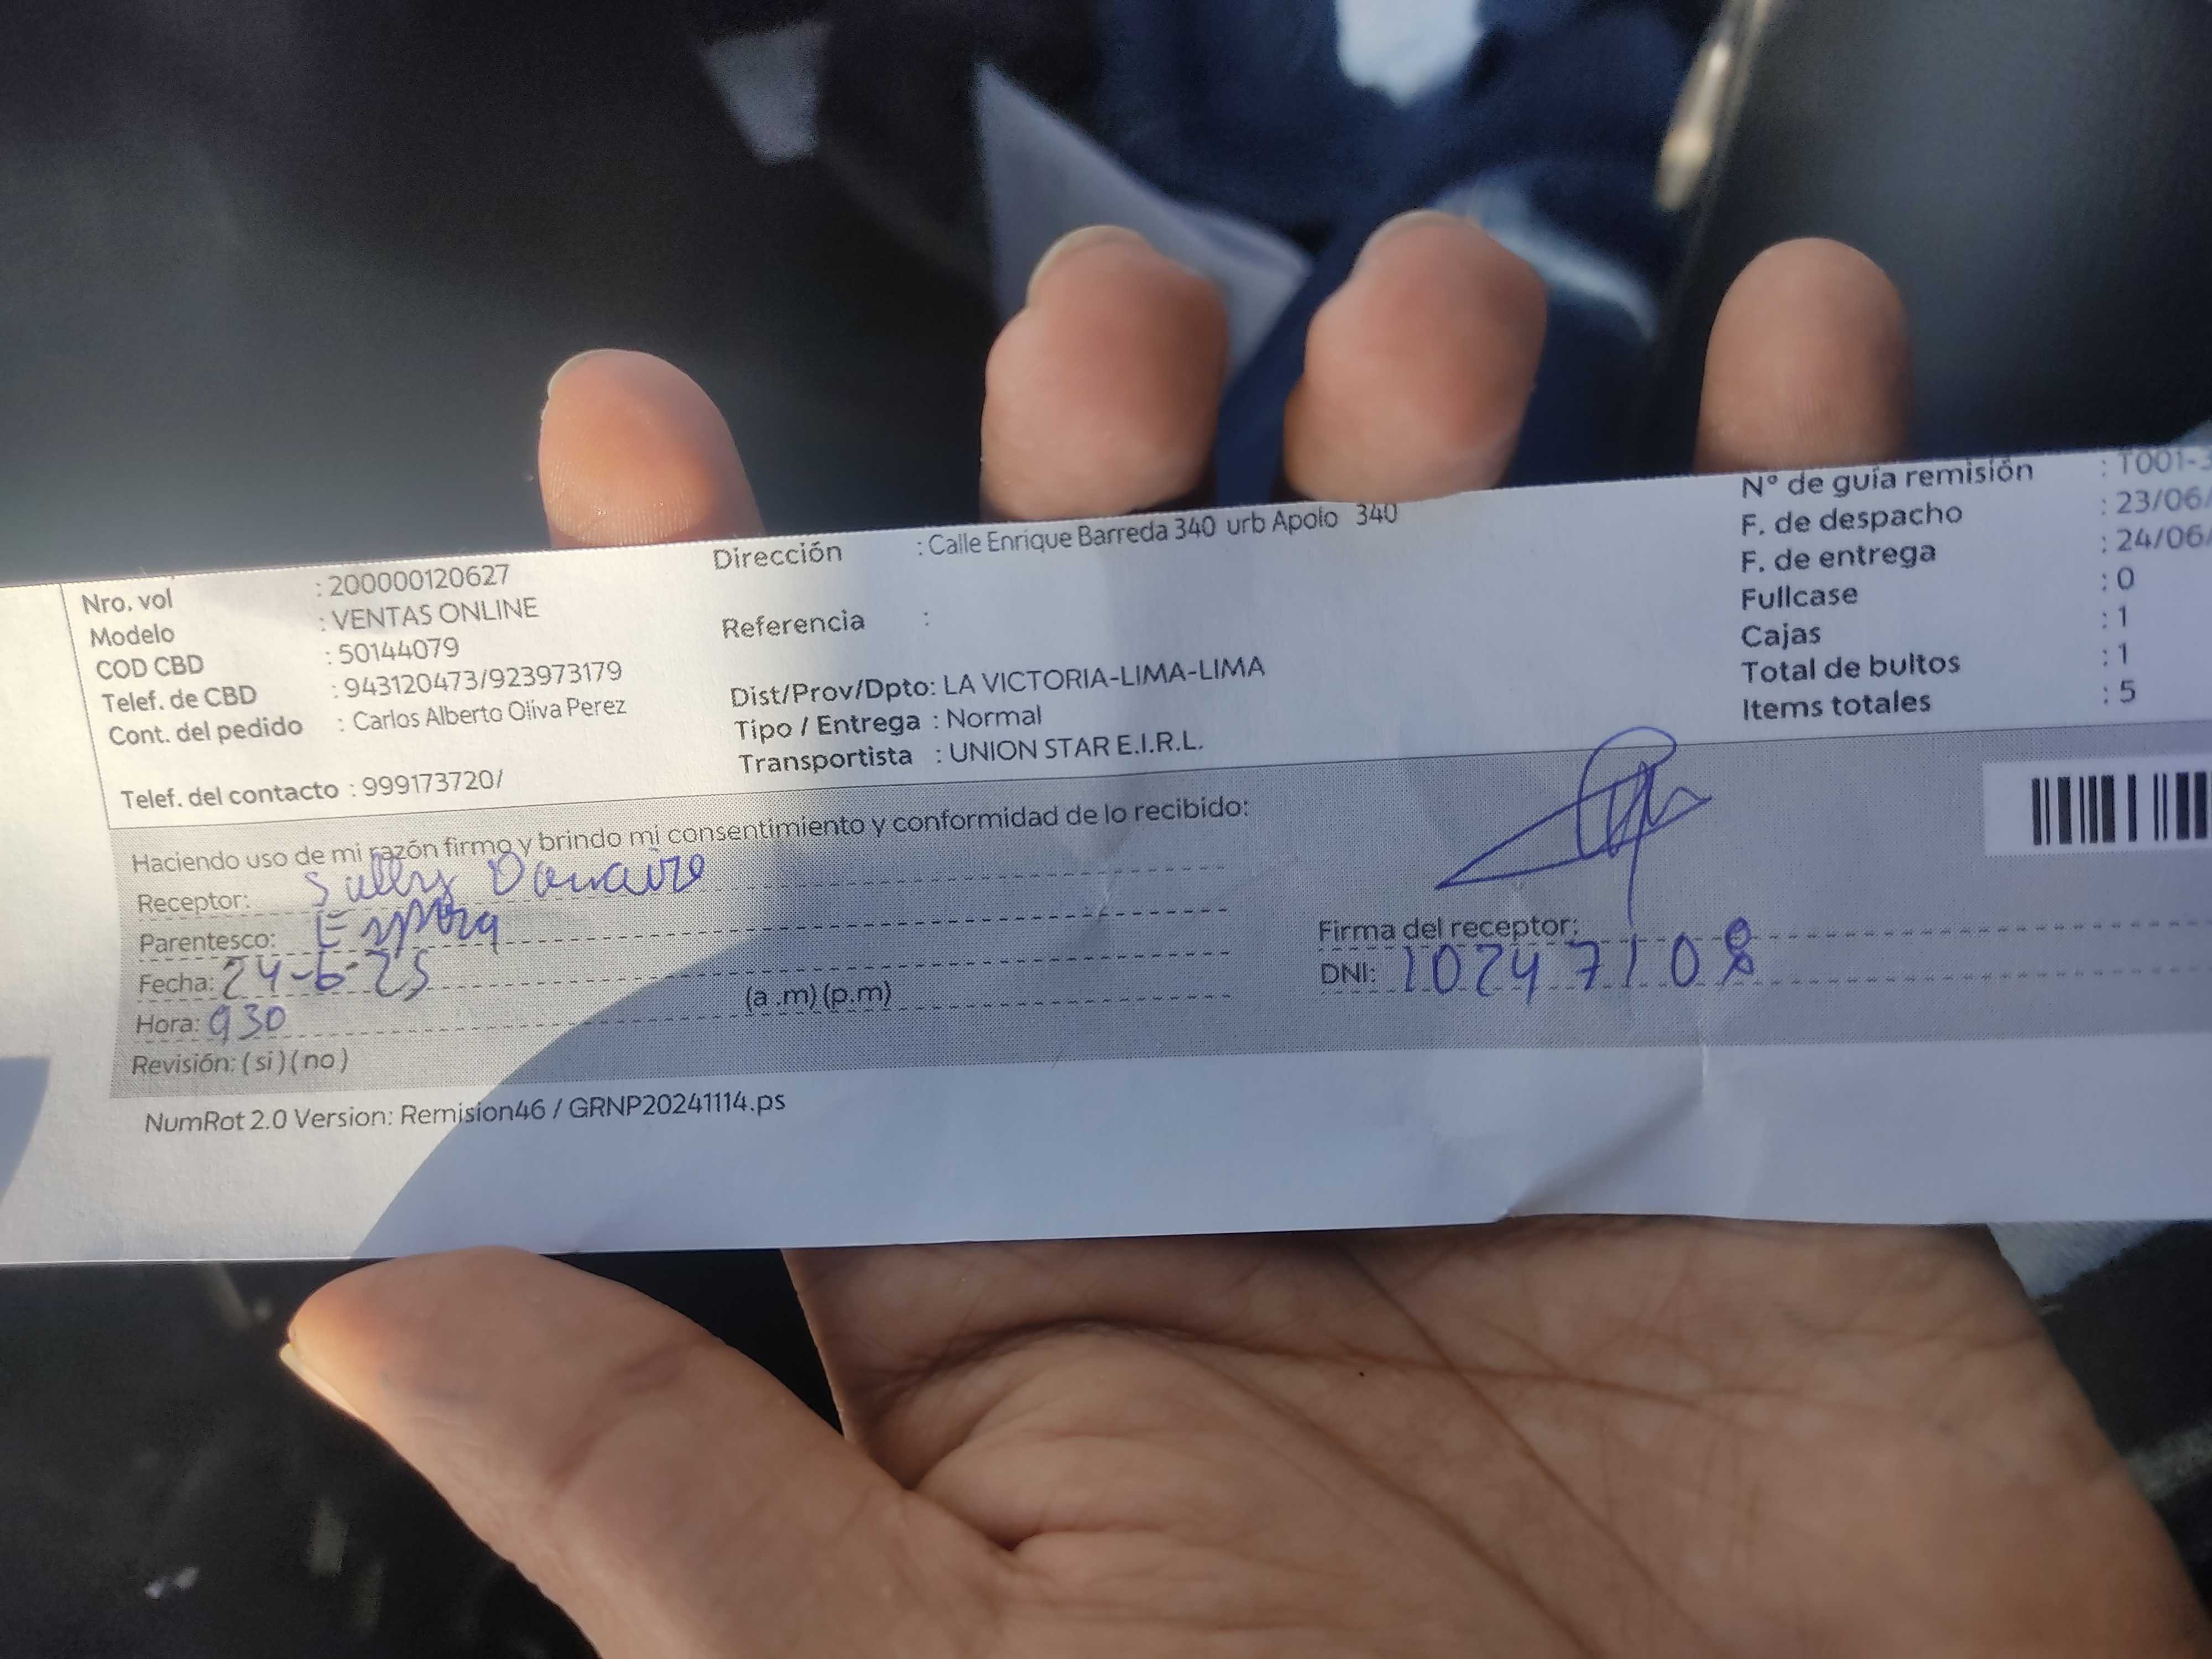 Nro. vol : 200000120627
Modelo : VENTAS ONLINE
COD CBD : 50144079
Telef. de CBD : 943120473/923973179
Cont. del pedido : Carlos Alberto Oliva Perez
Telef. del contacto : 999173720/
Dirección : Calle Enrique Barreda 340 urb Apolo 340
Referencia :
Dist/Prov/Dpto: LA VICTORIA-LIMA-LIMA
Tipo / Entrega : Normal
Transportista : UNION STAR E.I.R.L.
N° de guía remisión : T001-3
F. de despacho : 23/06/
F. de entrega : 24/06/
Fullcase : 0
Cajas : 1
Total de bultos : 1
Items totales : 5
Haciendo uso de mi razón firmo y brindo mi consentimiento y conformidad de lo recibido:
Receptor: Sully
Parentesco: Esposa
Fecha: 24-6-25
Hora: 930 (a .m) (p.m)
Revisión: ( si ) ( no )
Firma del receptor:
DNI: 10247108
NumRot 2.0 Version: Remision46 / GRNP20241114.ps